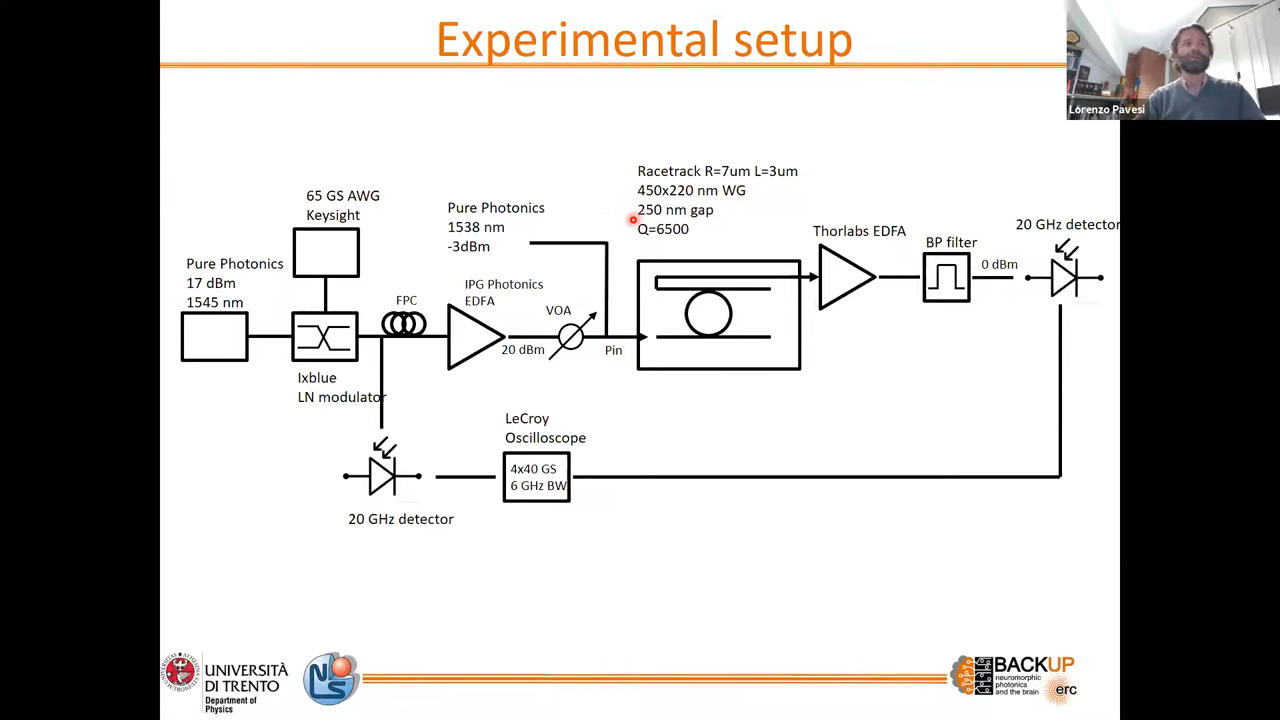 Experimental setup
Lorenzo Pavesi
65 GS AWG
Keysight
Pure Photonics
17 dBm
1545 nm
Ixblue
LN modulator
FPC
Pure Photonics
1538 nm
-3dBm
IPG Photonics
EDFA
20 dBm
VOA
Pin
Racetrack R=7um L=3um
450x220 nm WG
250 nm gap
Q=6500
Thorlabs EDFA
BP filter
0 dBm
20 GHz detector
LeCroy
Oscilloscope
4x40 GS
6 GHz BW
20 GHz detector
UNIVERSITÀ
DI TRENTO
Department of
Physics
NLS
BACKUP
neuromorphic
photonics
and the brain
erc